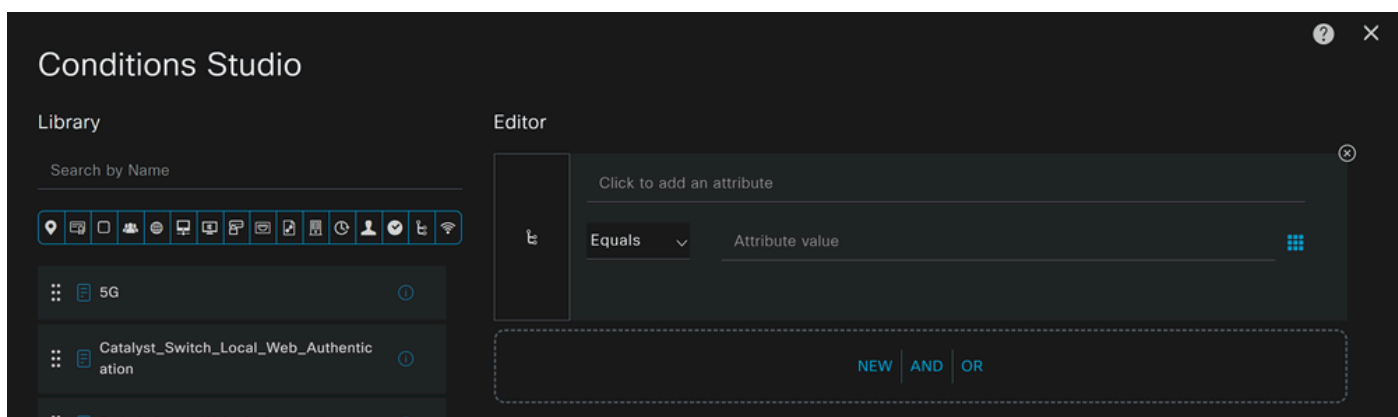 Conditions Studio
Library
Search by Name
5G
Catalyst_Switch_Local_Web_Authentic
ation
Editor
Click to add an attribute
Equals
Attribute value
NEW AND OR